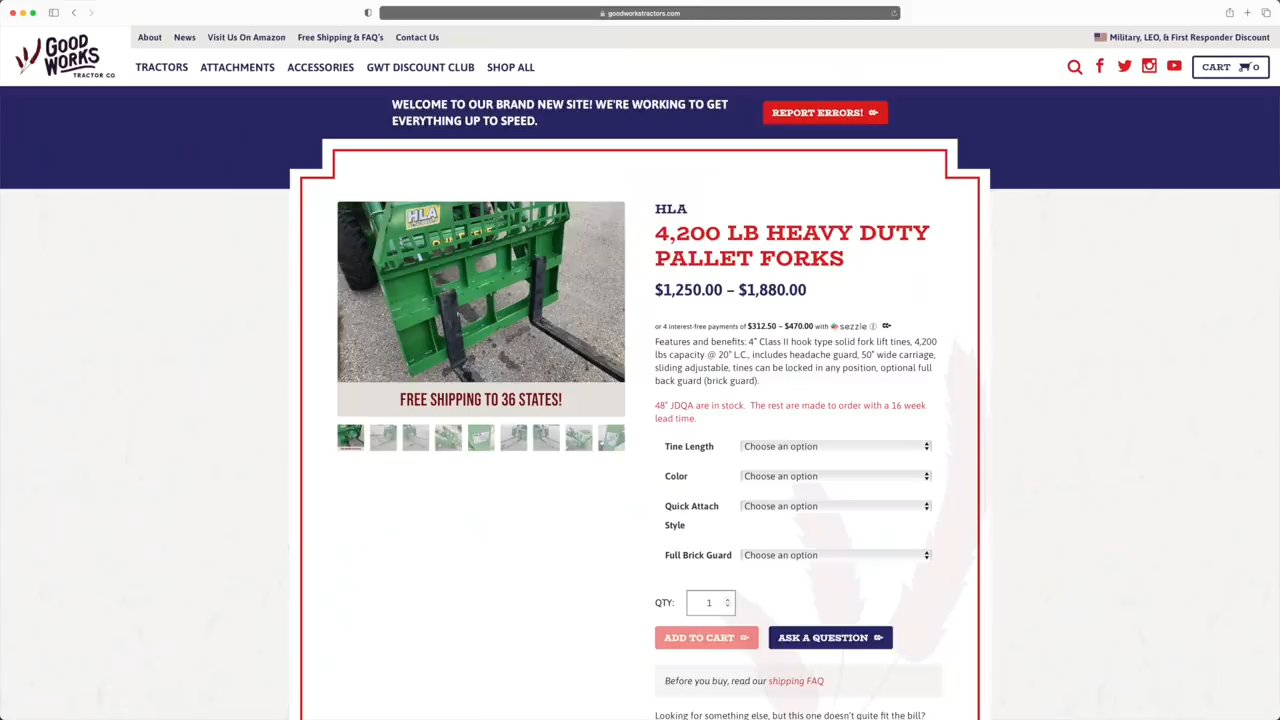 goodworkstractors.com
About News Visit Us On Amazon Free Shipping & FAQ's Contact Us
Military, LEO, & First Responder Discount
GOOD
WORKS
TRACTOR CO
TRACTORS ATTACHMENTS ACCESSORIES GWT DISCOUNT CLUB SHOP ALL
CART 0
WELCOME TO OUR BRAND NEW SITE! WE'RE WORKING TO GET
EVERYTHING UP TO SPEED.
REPORT ERRORS!
HLA
HLA
4,200 LB HEAVY DUTY
PALLET FORKS
$1,250.00 – $1,880.00
or 4 interest-free payments of $312.50 – $470.00 with sezzle
Features and benefits: 4" Class II hook type solid fork lift tines, 4,200
lbs capacity @ 20" L.C., includes headache guard, 50" wide carriage,
sliding adjustable, tines can be locked in any position, optional full
back guard (brick guard).
FREE SHIPPING TO 36 STATES!
48" JDQA are in stock. The rest are made to order with a 16 week
lead time.
Tine Length Choose an option
Color Choose an option
Quick Attach Choose an option
Style
Full Brick Guard Choose an option
QTY: 1
ADD TO CART ASK A QUESTION
Before you buy, read our shipping FAQ
Looking for something else, but this one doesn't quite fit the bill?